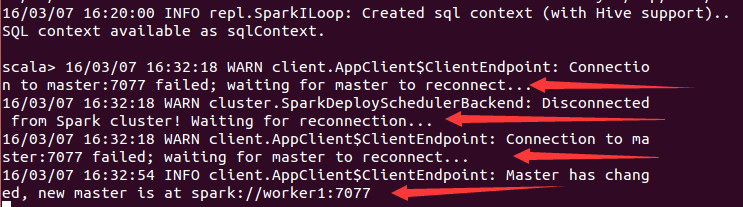 16/03/07 16:20:00 INFO repl.SparkILoop: Created sql context (with Hive support)..
SQL context available as sqlContext.
scala> 16/03/07 16:32:18 WARN client.AppClient$ClientEndpoint: Connectio
n to master:7077 failed; waiting for master to reconnect...
16/03/07 16:32:18 WARN cluster.SparkDeploySchedulerBackend: Disconnected
from Spark cluster! Waiting for reconnection...
16/03/07 16:32:18 WARN client.AppClient$ClientEndpoint: Connection to ma
ster:7077 failed; waiting for master to reconnect...
16/03/07 16:32:54 INFO client.AppClient$ClientEndpoint: Master has chang
ed, new master is at spark://worker1:7077